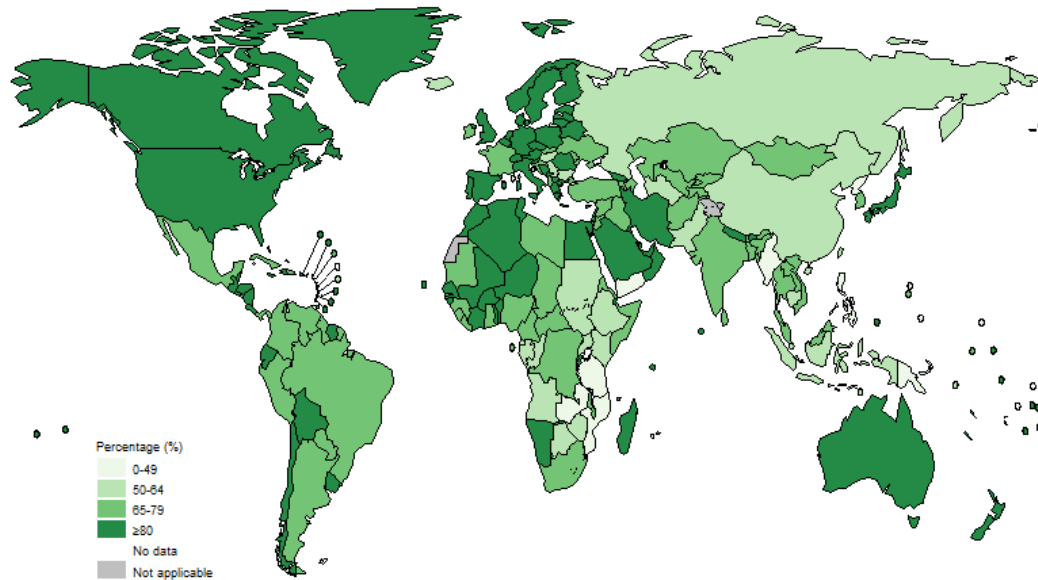 Percentage (%)
0-49
50-64
65-79
≥80
No data
Not applicable